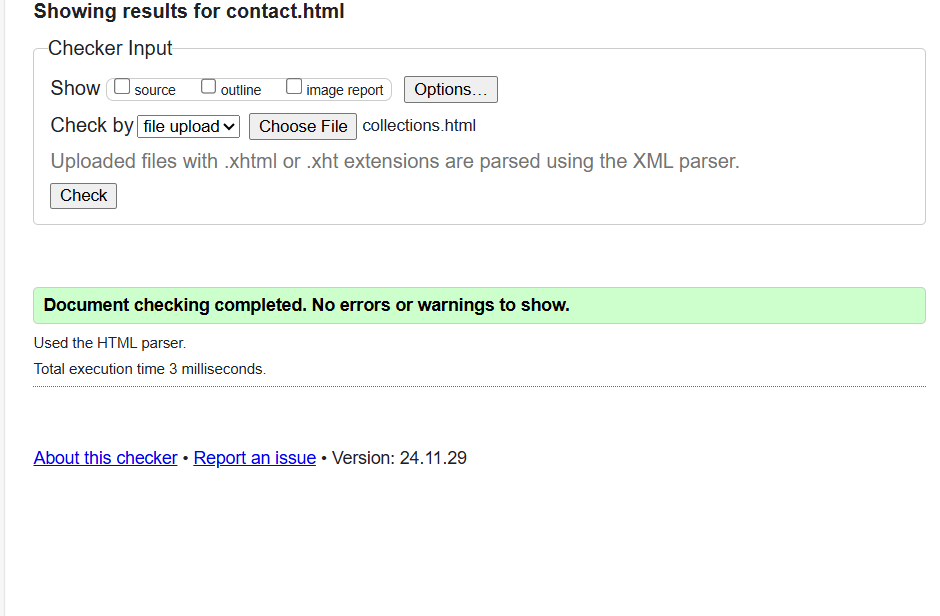 Showing results for contact.html
Checker Input
Show source outline image report Options...
Check by file upload Choose File collections.html
Uploaded files with .xhtml or .xht extensions are parsed using the XML parser.
Check
Document checking completed. No errors or warnings to show.
Used the HTML parser.
Total execution time 3 milliseconds.
About this checker • Report an issue • Version: 24.11.29